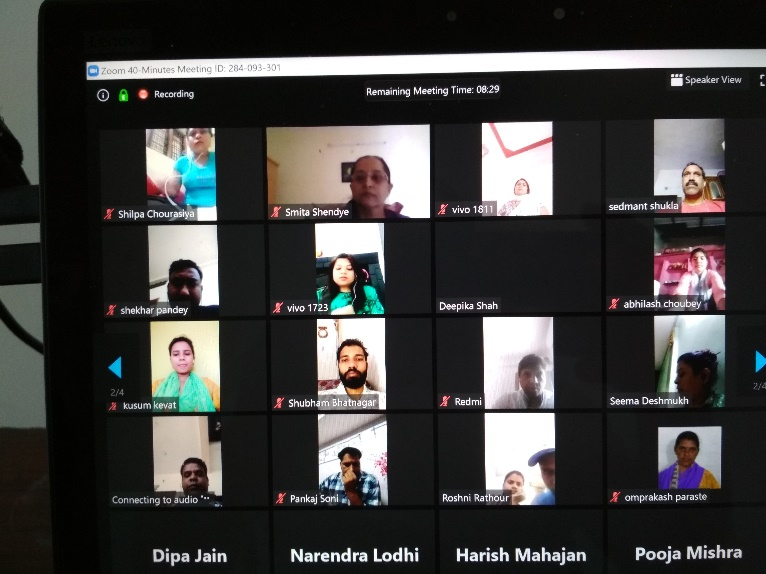 Zoom 40-Minutes Meeting ID: 284-093-301
Recording
Remaining Meeting Time: 08:29
Speaker View
Shilpa Chourasiya
Smita Shendye
vivo 1811
sedmant shukla
shekhar pandey
vivo 1723
Deepika Shah
abhilash choubey
2/4
2/4
kusum kevat
Shubham Bhatnagar
Redmi
Seema Deshmukh
Connecting to audio
Pankaj Soni
Roshni Rathour
omprakash paraste
Dipa Jain
Narendra Lodhi
Harish Mahajan
Pooja Mishra